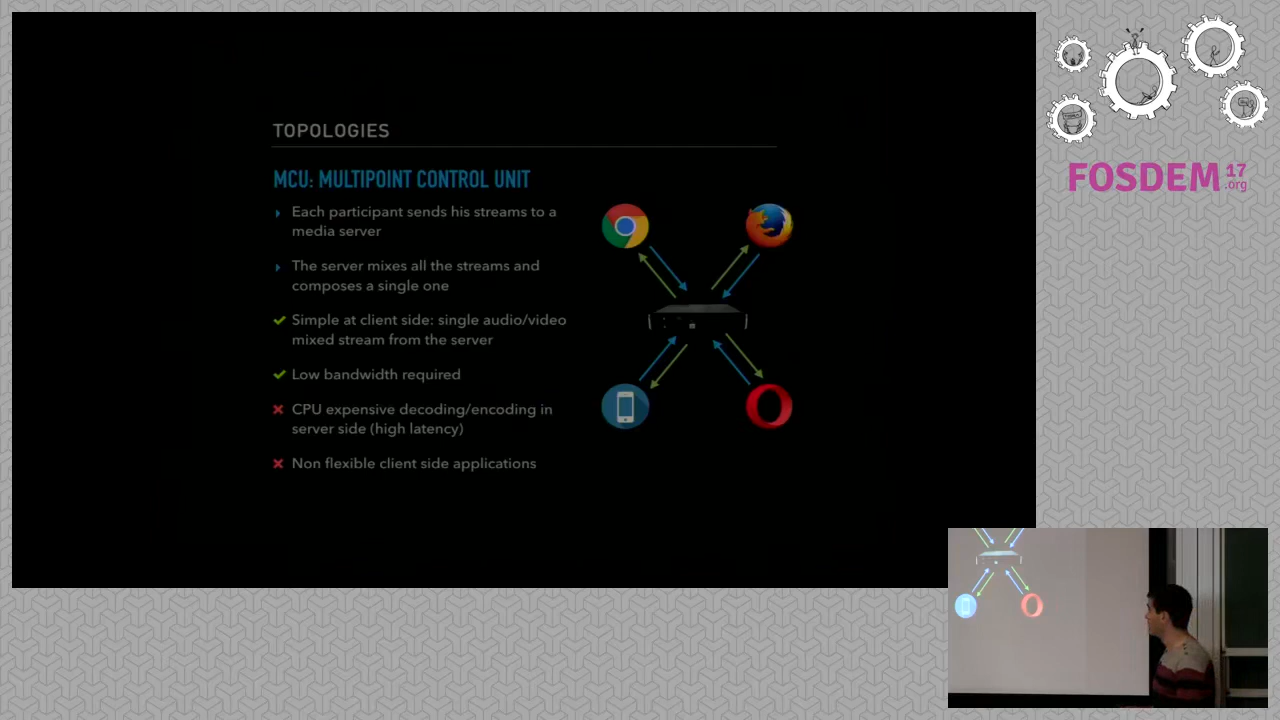 TOPOLOGIES
MCU: MULTIPOINT CONTROL UNIT
Each participant sends his streams to a
media server
The server mixes all the streams and
composes a single one
Simple at client side: single audio/video
mixed stream from the server
Low bandwidth required
CPU expensive decoding/encoding in
server side (high latency)
Non flexible client side applications
FOSDEM 17
.org